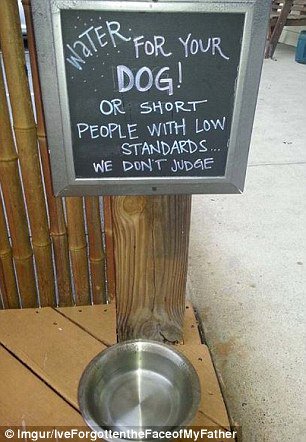 WATER FOR YOUR
DOG!
OR SHORT
PEOPLE WITH LOW
STANDARDS...
WE DON'T JUDGE
© Imgur/IveForgottentheFaceofMyFather